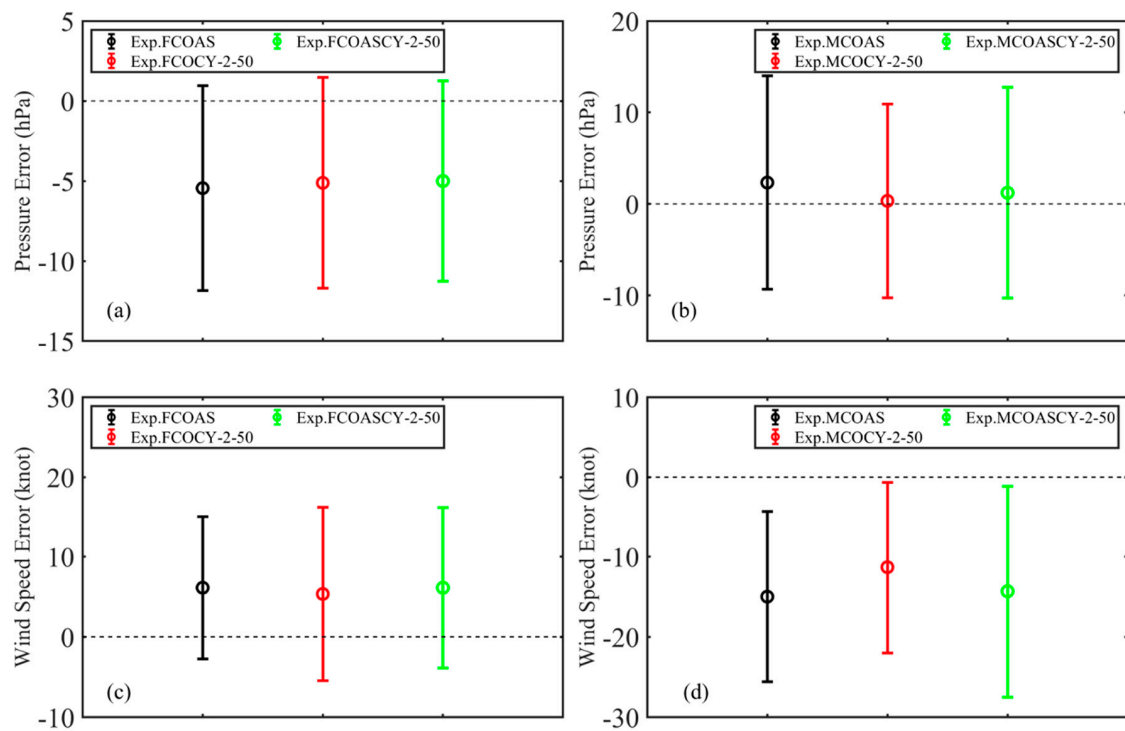 5
0
-5
-10
-15
Pressure Error (hPa)
Exp.FCOAS
Exp.FCOASCY-2-50
Exp.FCOCY-2-50
(a)
20
10
0
-10
Pressure Error (hPa)
Exp.MCOAS
Exp.MCOASCY-2-50
Exp.MCOCY-2-50
(b)
30
20
10
0
-10
Wind Speed Error (knot)
Exp.FCOAS
Exp.FCOASCY-2-50
Exp.FCOCY-2-50
(c)
10
0
-10
-20
-30
Wind Speed Error (knot)
Exp.MCOAS
Exp.MCOASCY-2-50
Exp.MCOCY-2-50
(d)